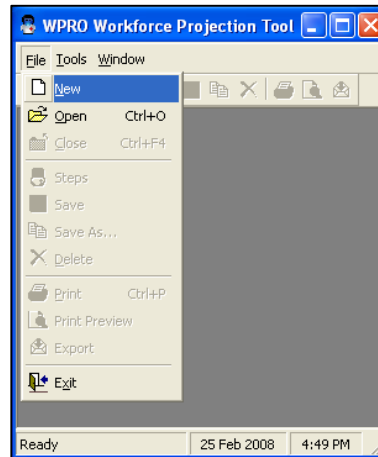 WPRO Workforce Projection Tool
File Tools Window
New
Open Ctrl+O
Close Ctrl+F4
Steps
Save
Save As...
Delete
Print Ctrl+P
Print Preview
Export
Exit
Ready 25 Feb 2008 4:49 PM